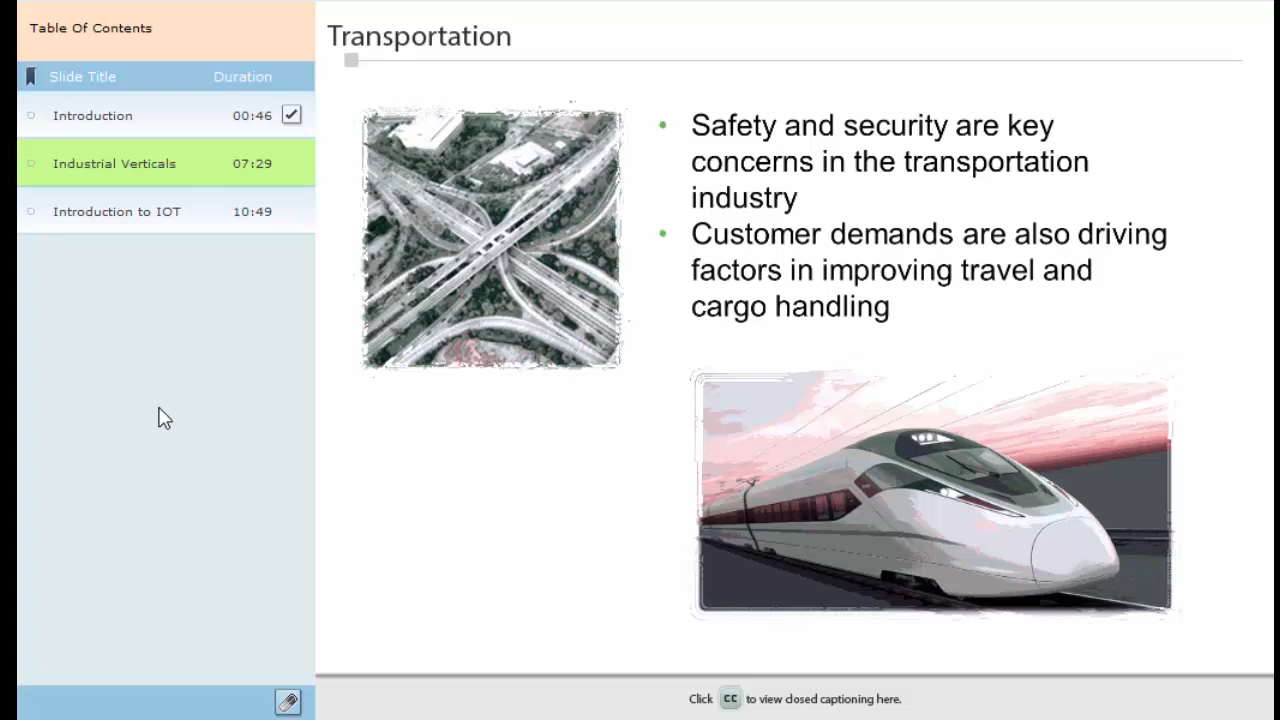 Table Of Contents
Slide Title Duration
Introduction 00:46
Industrial Verticals 07:29
Introduction to IOT 10:49
Transportation
• Safety and security are key
concerns in the transportation
industry
• Customer demands are also driving
factors in improving travel and
cargo handling
Click CC to view closed captioning here.